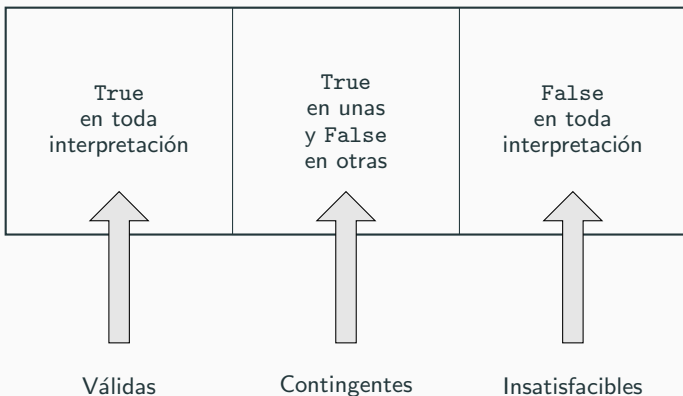 True
en toda
interpretación
True
en unas
y False
en otras
False
en toda
interpretación
Válidas
Contingentes
Insatisfacibles